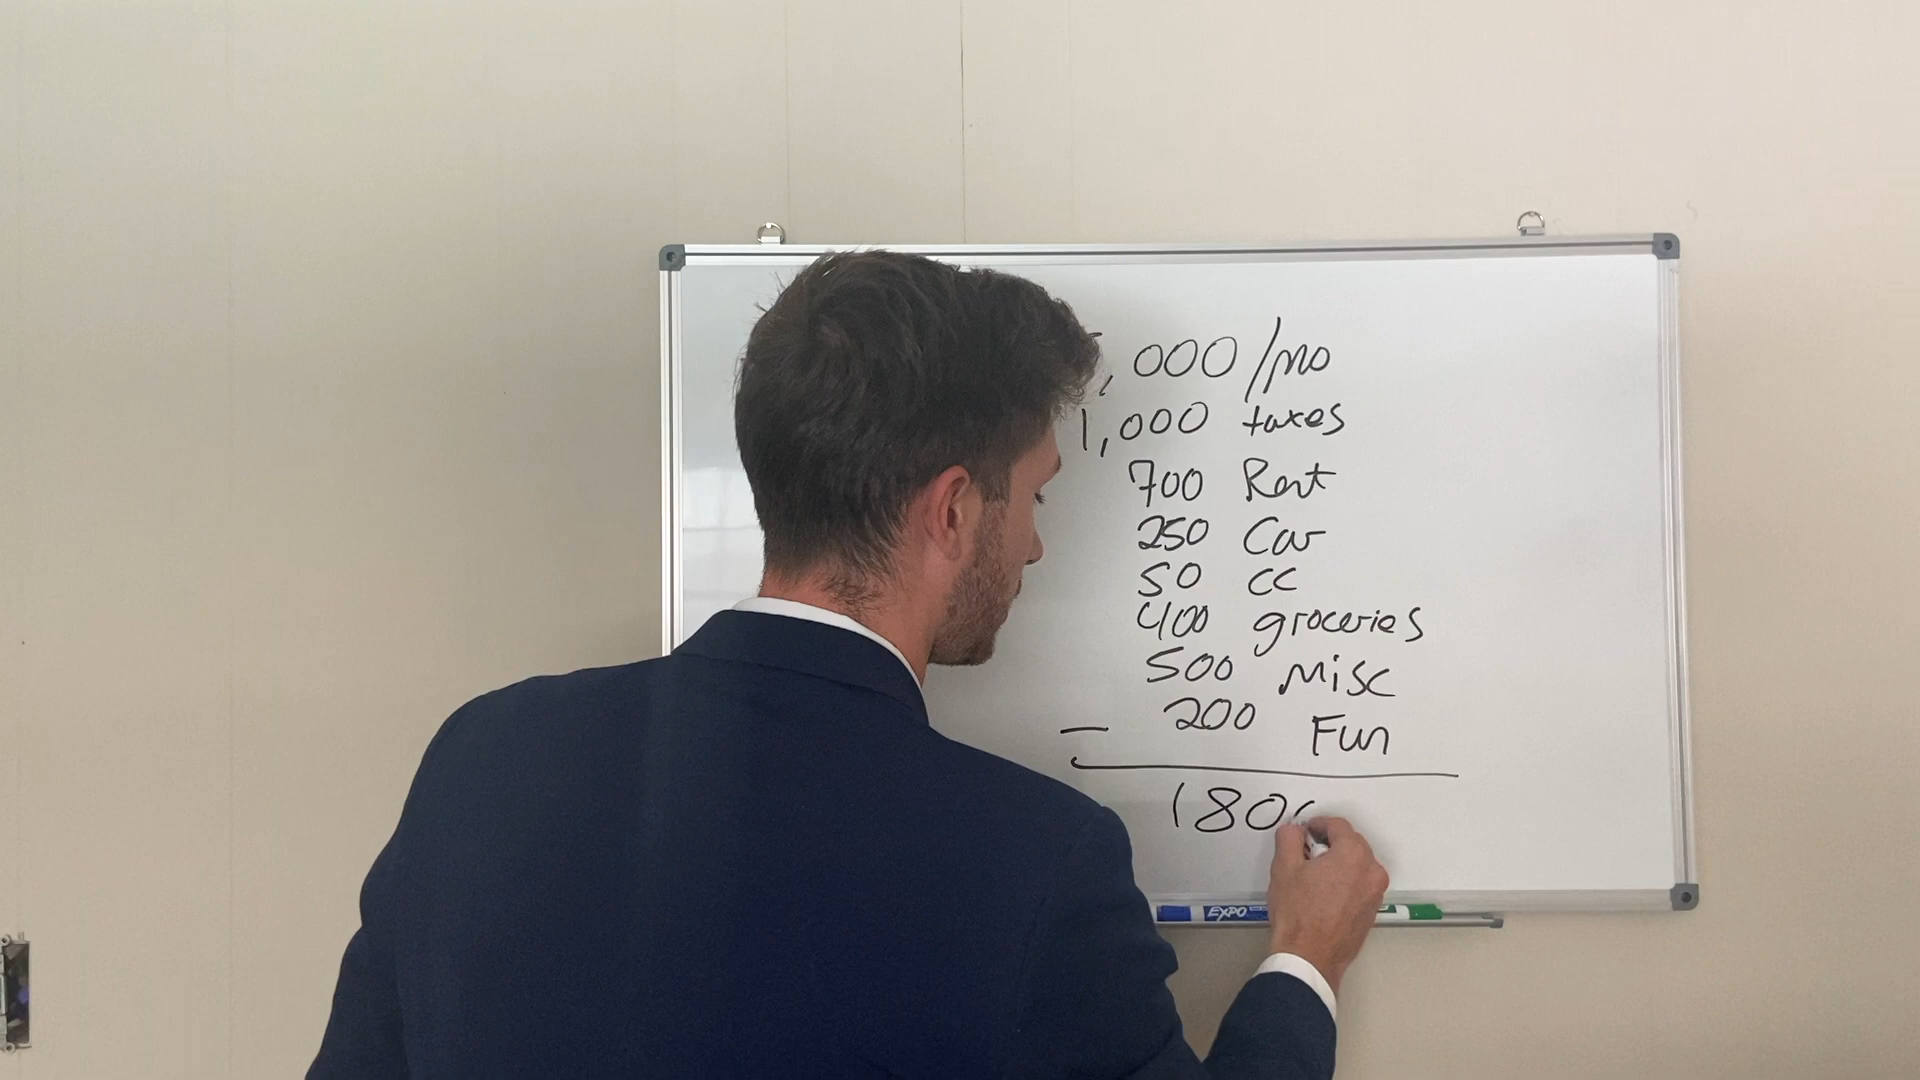 ,000/mo
1,000 taxes
700 Rent
250 Car
50 CC
400 groceries
500 Misc
- 200 Fun
180
EXPO